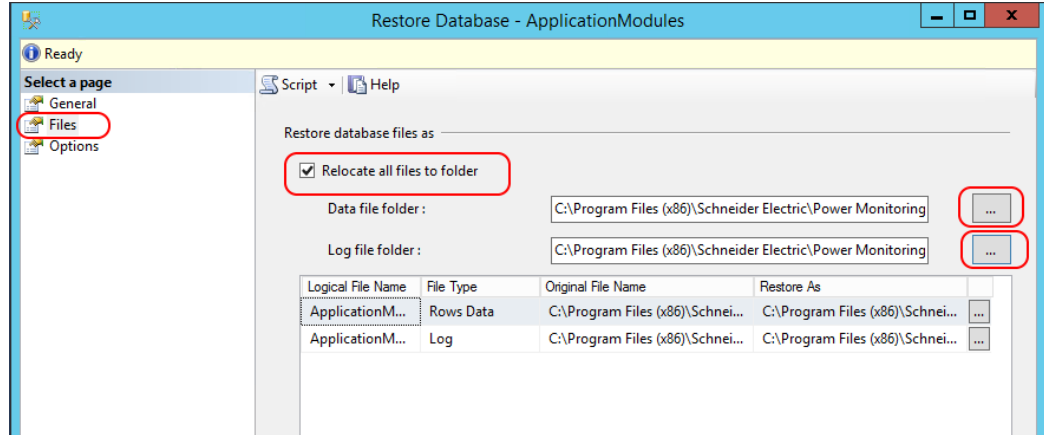 Restore Database - ApplicationModules
Ready
Select a page
General
Files
Options
Script Help
Restore database files as
Relocate all files to folder
Data file folder : C:\Program Files (x86)\Schneider Electric\Power Monitoring ...
Log file folder : C:\Program Files (x86)\Schneider Electric\Power Monitoring ...
Logical File Name File Type Original File Name Restore As
ApplicationM... Rows Data C:\Program Files (x86)\Schnei... C:\Program Files (x86)\Schnei... ...
ApplicationM... Log C:\Program Files (x86)\Schnei... C:\Program Files (x86)\Schnei... ...